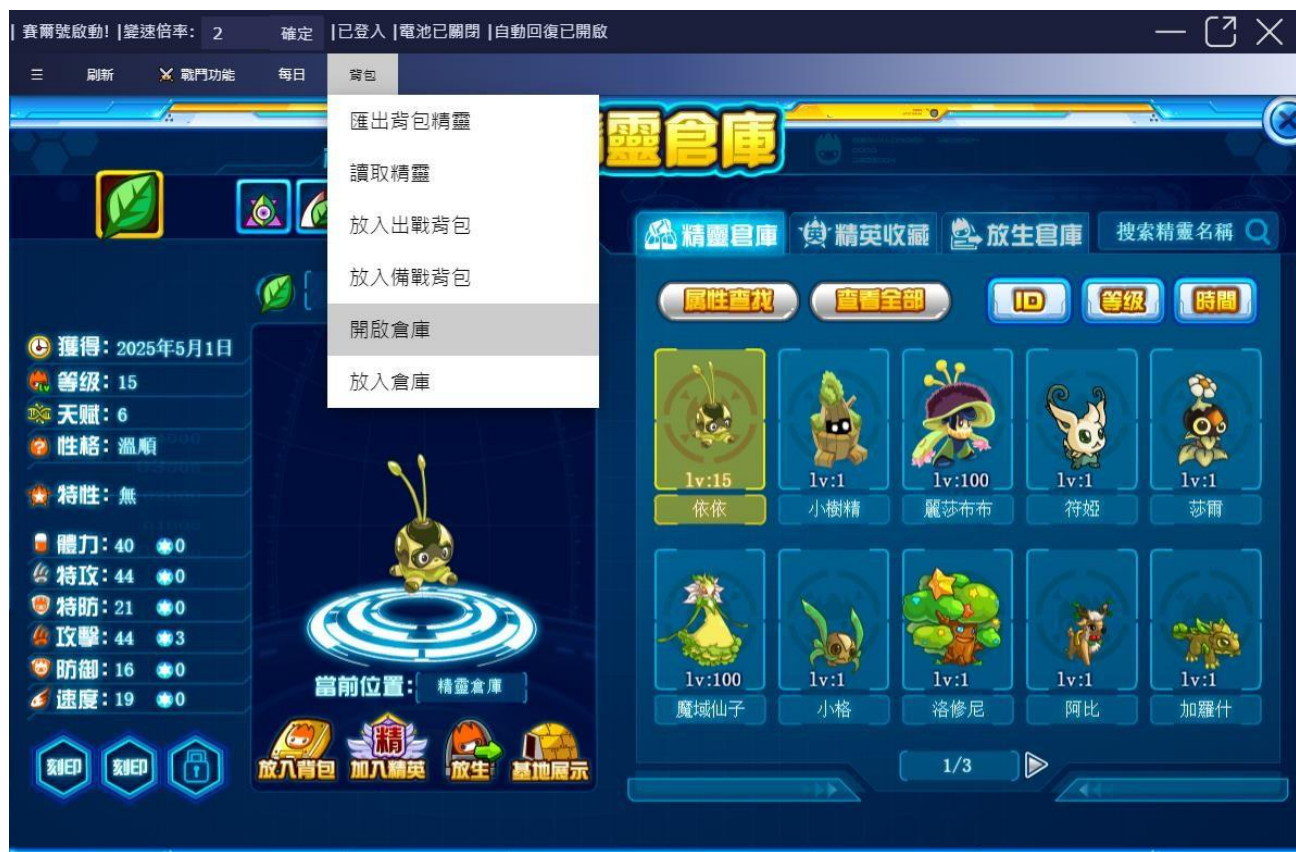 | 賽爾號啟動! |變速倍率: 2 確定 |已登入 |電池已關閉 |自動回復已開啟
☰ 刷新 戰鬥功能 每日 背包
匯出背包精靈
讀取精靈
放入出戰背包
放入備戰背包
開啟倉庫
放入倉庫
靈倉庫
精靈倉庫 精英收藏 放生倉庫 搜索精靈名稱
属性查找 查看全部 ID 等级 時間
獲得: 2025年5月1日
等级: 15
天赋: 6
性格: 溫順
特性: 無
體力: 40 0
特攻: 44 0
特防: 21 0
攻擊: 44 3
防御: 16 0
速度: 19 0
刻印 刻印
當前位置: 精靈倉庫
放入背包 加入精英 放生 基地展示
lv:15 lv:1 lv:100 lv:1 lv:1
依依 小樹精 麗莎布布 符婭 莎爾
lv:100 lv:1 lv:1 lv:1 lv:1
魔域仙子 小格 洛修尼 阿比 加羅什
1/3